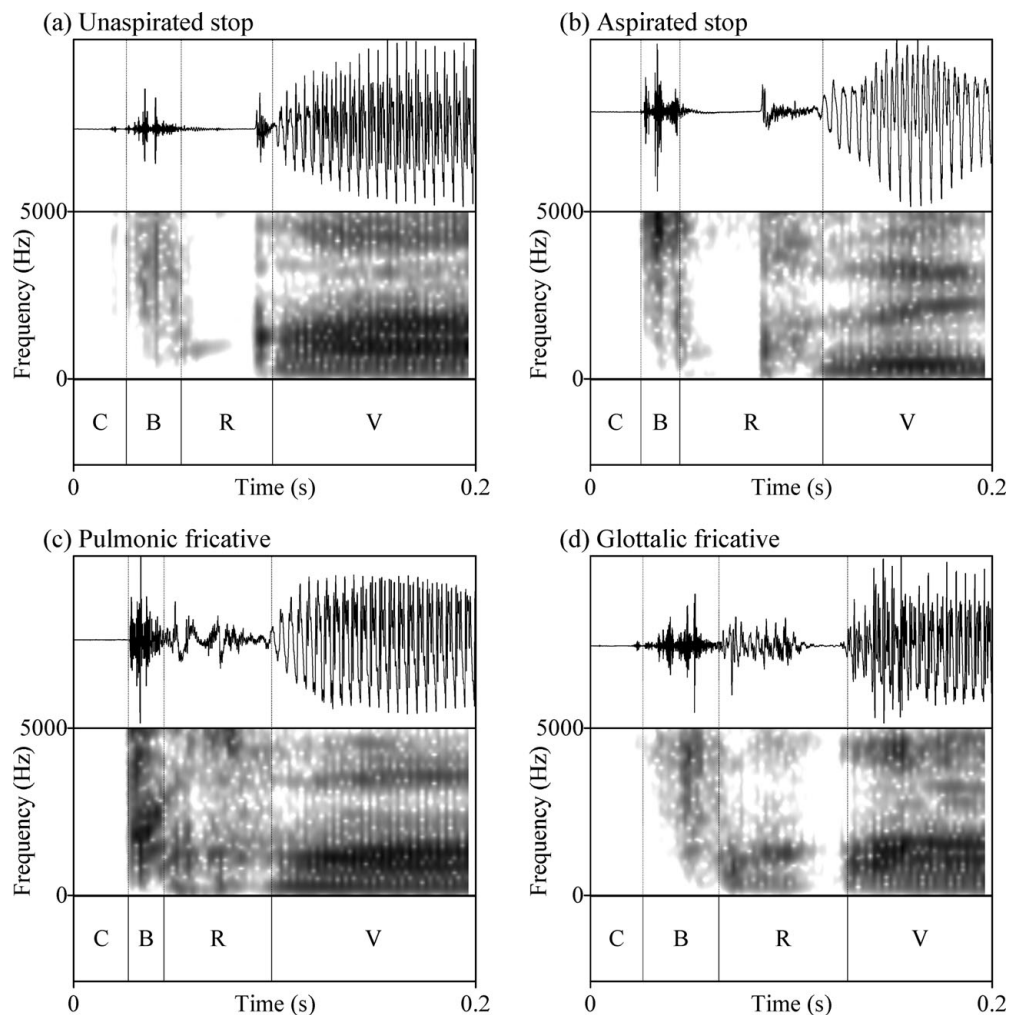 (a) Unaspirated stop
(b) Aspirated stop
5000
5000
Frequency (Hz)
Frequency (Hz)
0
0
C B R V
C B R V
0 Time (s) 0.2
0 Time (s) 0.2
(c) Pulmonic fricative
(d) Glottalic fricative
5000
5000
Frequency (Hz)
Frequency (Hz)
0
0
C B R V
C B R V
0 Time (s) 0.2
0 Time (s) 0.2